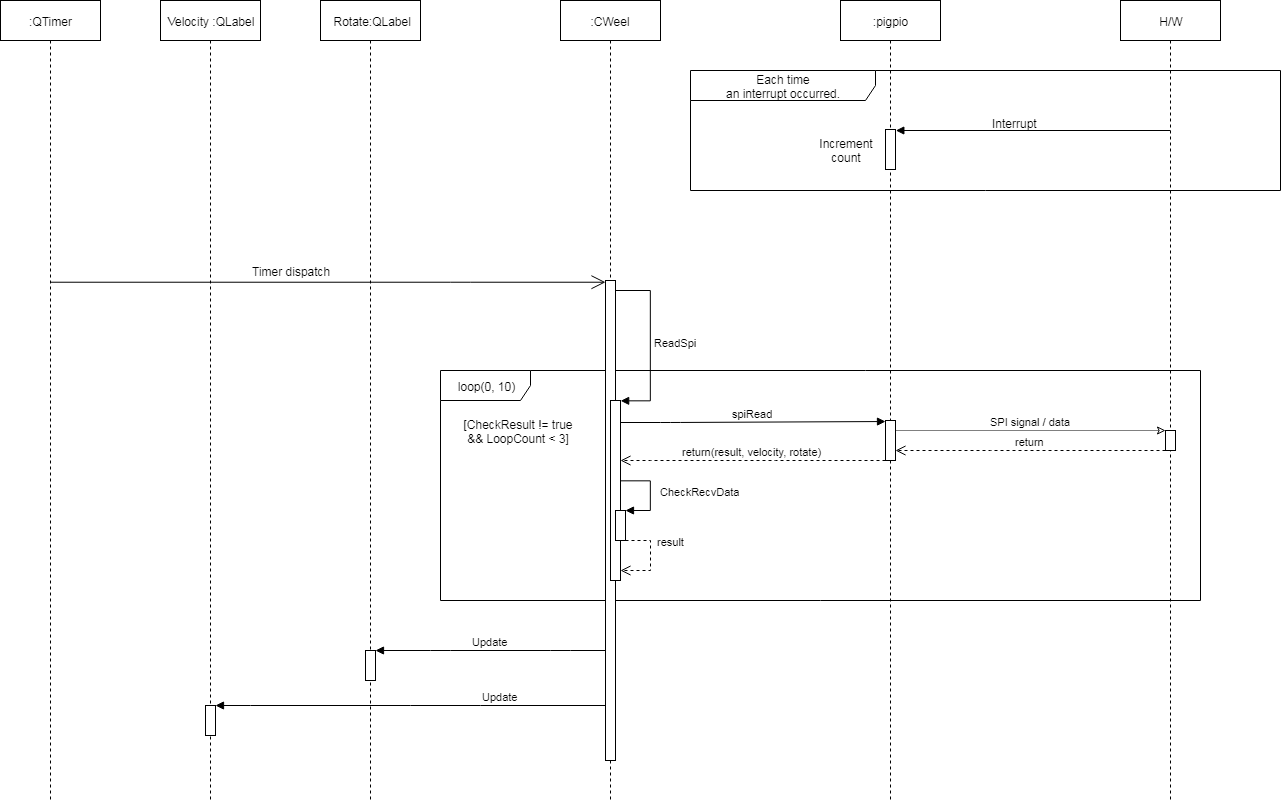 :QTimer
Velocity :QLabel
Rotate:QLabel
:CWeel
:pigpio
H/W
Each time
an interrupt occurred.
Interrupt
Increment
count
Timer dispatch
ReadSpi
loop(0, 10)
[CheckResult != true
&& LoopCount < 3]
spiRead
SPI signal / data
return
return(result, velocity, rotate)
CheckRecvData
result
Update
Update